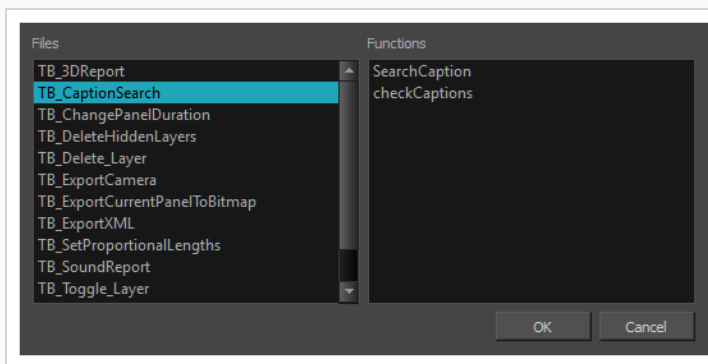 Files
TB_3DReport
TB_CaptionSearch
TB_ChangePanelDuration
TB_DeleteHiddenLayers
TB_Delete_Layer
TB_ExportCamera
TB_ExportCurrentPanelToBitmap
TB_ExportXML
TB_SetProportionalLengths
TB_SoundReport
TB_Toggle_Layer
Functions
SearchCaption
checkCaptions
OK
Cancel